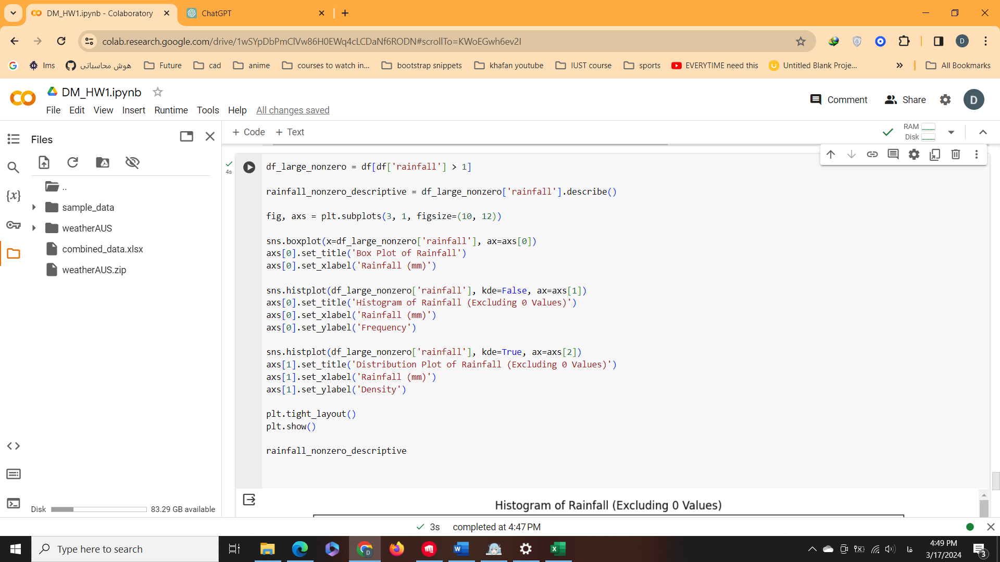 DM_HW1.ipynb - Colaboratory
ChatGPT
colab.research.google.com/drive/1wSYpDbPmClVw86H0EWq4cLCDaNf6RODN#scrollTo=KWoEGwh6ev2I
D
lms
هوش محاسباتی
Future
cad
anime
courses to watch in...
bootstrap snippets
khafan youtube
IUST course
sports
EVERYTIME need this
Untitled Blank Proje...
All Bookmarks
DM_HW1.ipynb
File Edit View Insert Runtime Tools Help All changes saved
Comment
Share
D
Files
+ Code + Text
RAM
Disk
..
sample_data
weatherAUS
combined_data.xlsx
weatherAUS.zip
Disk 83.29 GB available
4s
df_large_nonzero = df[df['rainfall'] > 1]
rainfall_nonzero_descriptive = df_large_nonzero['rainfall'].describe()
fig, axs = plt.subplots(3, 1, figsize=(10, 12))
sns.boxplot(x=df_large_nonzero['rainfall'], ax=axs[0])
axs[0].set_title('Box Plot of Rainfall')
axs[0].set_xlabel('Rainfall (mm)')
sns.histplot(df_large_nonzero['rainfall'], kde=False, ax=axs[1])
axs[0].set_title('Histogram of Rainfall (Excluding 0 Values)')
axs[0].set_xlabel('Rainfall (mm)')
axs[0].set_ylabel('Frequency')
sns.histplot(df_large_nonzero['rainfall'], kde=True, ax=axs[2])
axs[1].set_title('Distribution Plot of Rainfall (Excluding 0 Values)')
axs[1].set_xlabel('Rainfall (mm)')
axs[1].set_ylabel('Density')
plt.tight_layout()
plt.show()
rainfall_nonzero_descriptive
Histogram of Rainfall (Excluding 0 Values)
3s completed at 4:47 PM
Type here to search
فا
4:49 PM
3/17/2024
3